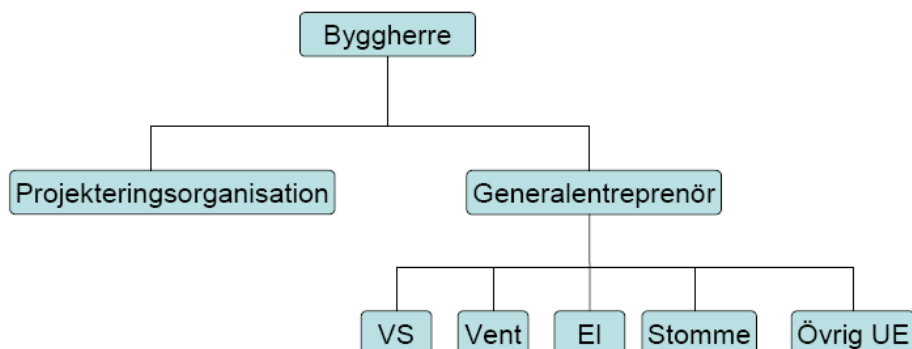 Byggherre
Projekteringsorganisation
Generalentreprenör
VS
Vent
El
Stomme
Övrig UE